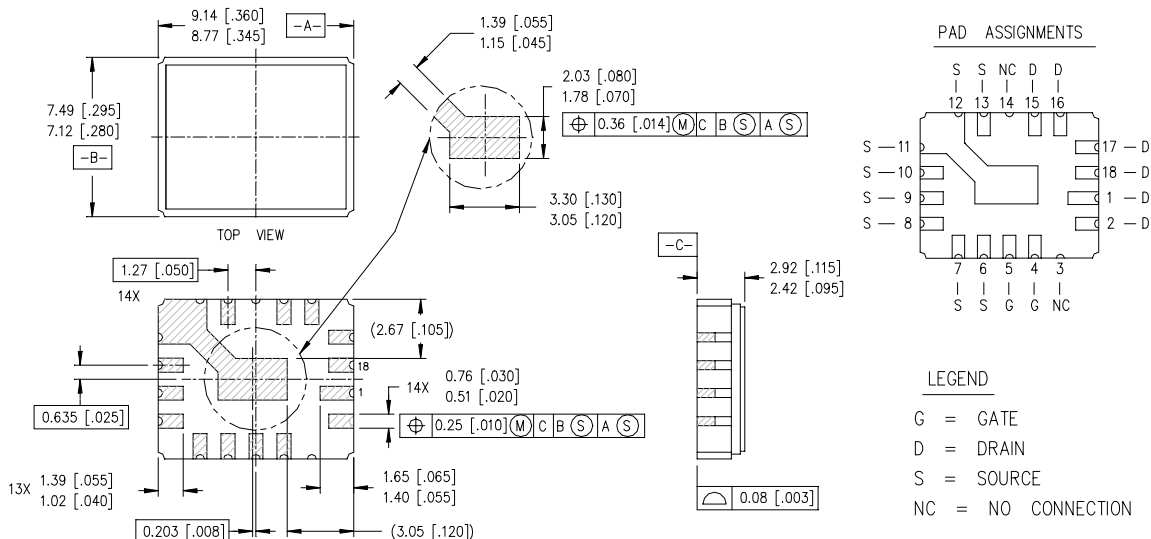 9.14 [.360]
8.77 [.345]
-A-
7.49 [.295]
7.12 [.280]
-B-
TOP VIEW
1.39 [.055]
1.15 [.045]
2.03 [.080]
1.78 [.070]
⌖ 0.36 [.014] Ⓜ C B Ⓢ A Ⓢ
3.30 [.130]
3.05 [.120]
1.27 [.050]
14X
(2.67 [.105])
18
1
0.635 [.025]
14X 0.76 [.030]
0.51 [.020]
⌖ 0.25 [.010] Ⓜ C B Ⓢ A Ⓢ
13X 1.39 [.055]
1.02 [.040]
1.65 [.065]
1.40 [.055]
0.203 [.008]
(3.05 [.120])
-C-
2.92 [.115]
2.42 [.095]
⌓ 0.08 [.003]
PAD ASSIGNMENTS
S S NC D D
12 13 14 15 16
S — 11
S — 10
S — 9
S — 8
17 — D
18 — D
1 — D
2 — D
7 6 5 4 3
S S G G NC
LEGEND
G = GATE
D = DRAIN
S = SOURCE
NC = NO CONNECTION